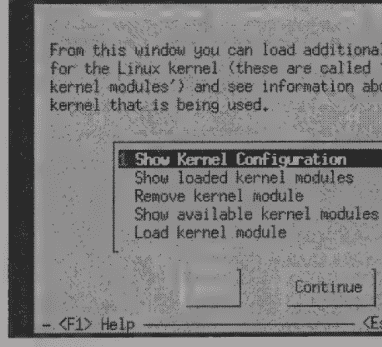 From this window you can load additional
for the Linux kernel (these are called
kernel modules') and see information abo
kernel that is being used.
Show Kernel Configuration
Show loaded kernel modules
Remove kernel module
Show available kernel modules
Load kernel module
Continue
<F1> Help